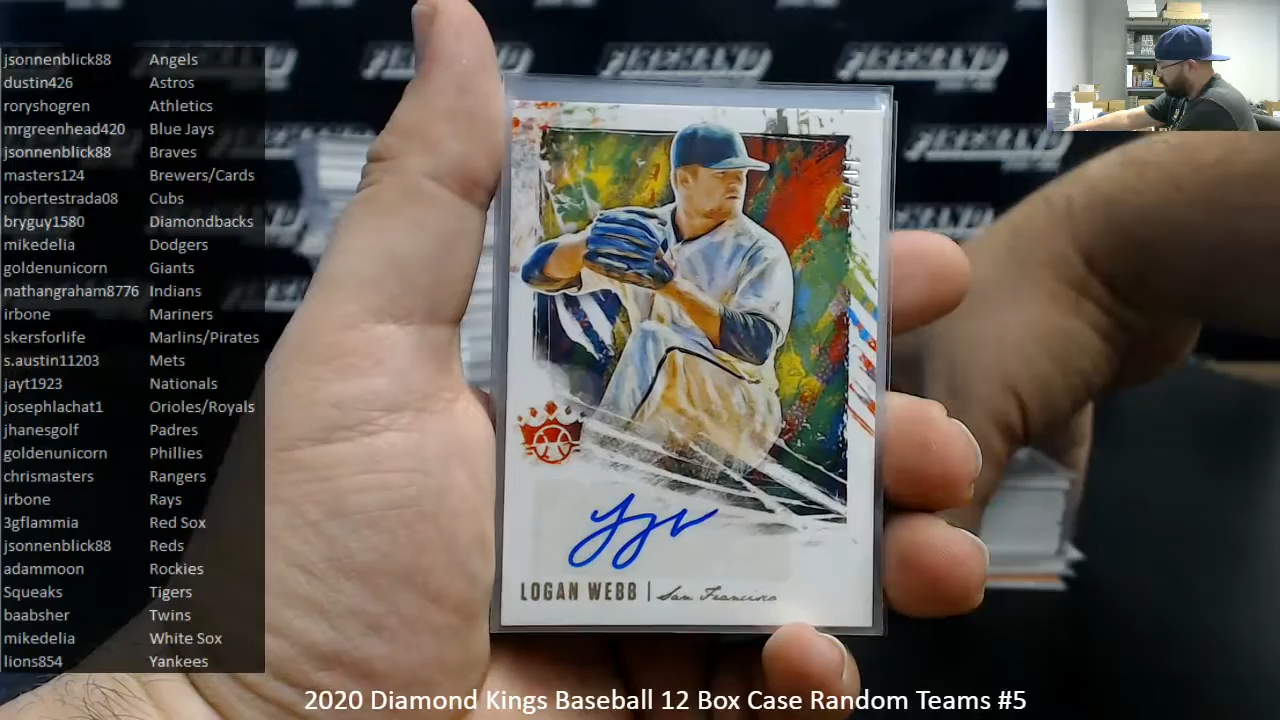 jsonnenblick88 Angels
dustin426 Astros
roryshogren Athletics
mrgreenhead420 Blue Jays
jsonnenblick88 Braves
masters124 Brewers/Cards
robertestrada08 Cubs
bryguy1580 Diamondbacks
mikedelia Dodgers
goldenunicorn Giants
nathangraham8776 Indians
irbone Mariners
skersforlife Marlins/Pirates
s.austin11203 Mets
jayt1923 Nationals
josephlachat1 Orioles/Royals
jhanesgolf Padres
goldenunicorn Phillies
chrismasters Rangers
irbone Rays
3gflammia Red Sox
jsonnenblick88 Reds
adammoon Rockies
Squeaks Tigers
baabsher Twins
mikedelia White Sox
lions854 Yankees
LOGAN WEBB | San Francisco
2020 Diamond Kings Baseball 12 Box Case Random Teams #5